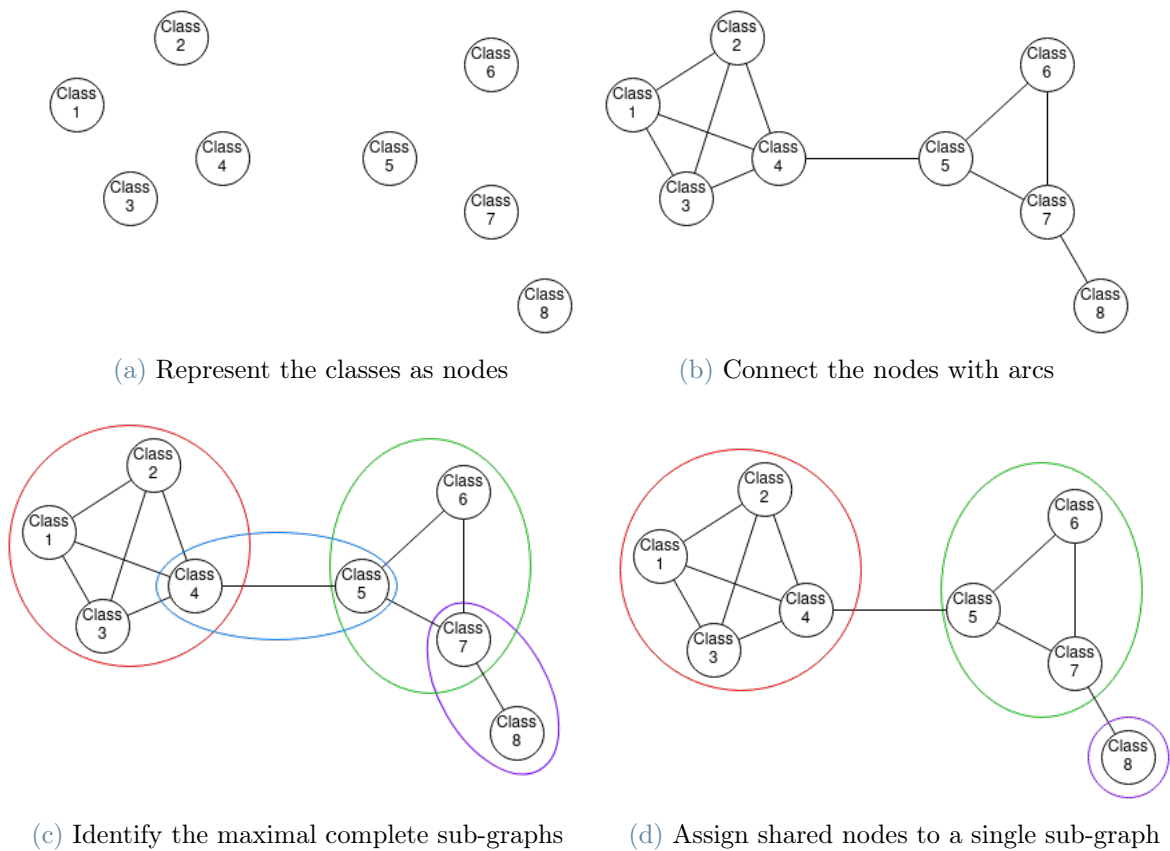 Class
2
Class
6
Class
1
Class
4
Class
5
Class
3
Class
7
Class
8
(a) Represent the classes as nodes
Class
2
Class
6
Class
1
Class
4
Class
5
Class
3
Class
7
Class
8
(b) Connect the nodes with arcs
Class
2
Class
6
Class
1
Class
4
Class
5
Class
3
Class
7
Class
8
(c) Identify the maximal complete sub-graphs
Class
2
Class
6
Class
1
Class
4
Class
5
Class
3
Class
7
Class
8
(d) Assign shared nodes to a single sub-graph